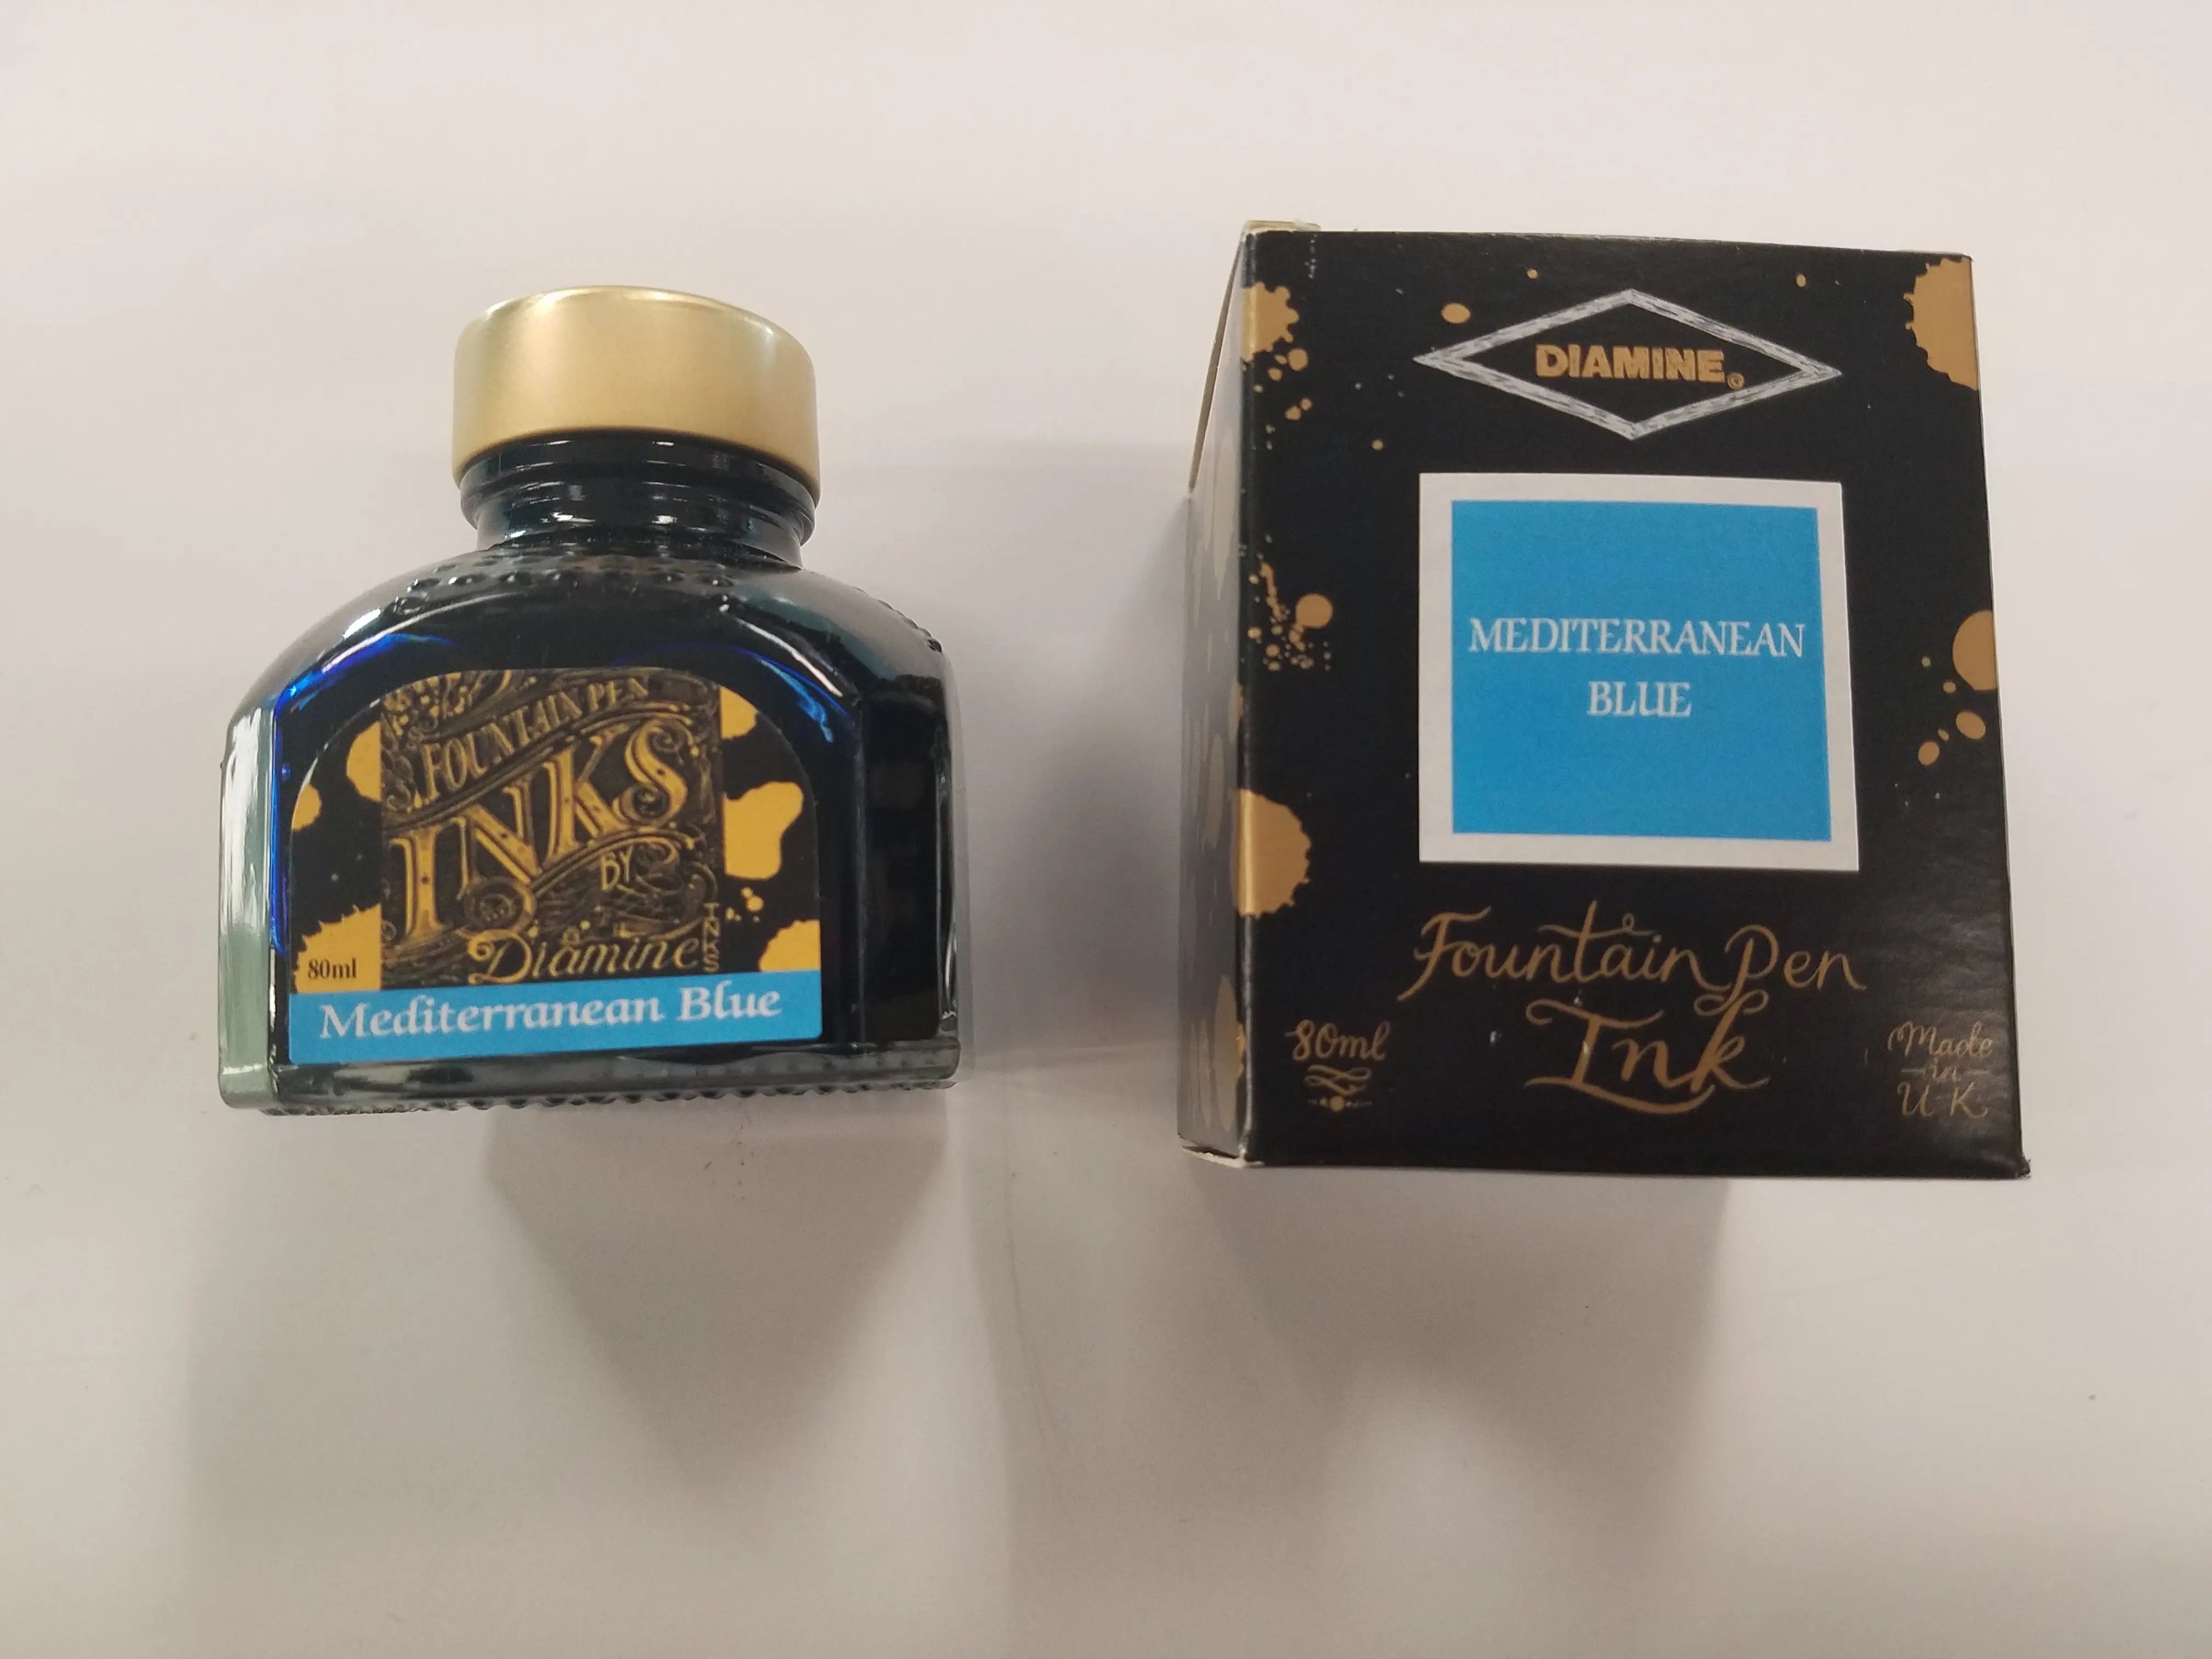 FOUNTAIN PEN
INKS
BY
Diamine
INKS
80ml
Mediterranean Blue
DIAMINE
MEDITERRANEAN
BLUE
Fountain Pen
Ink
80ml
Made
in
U K